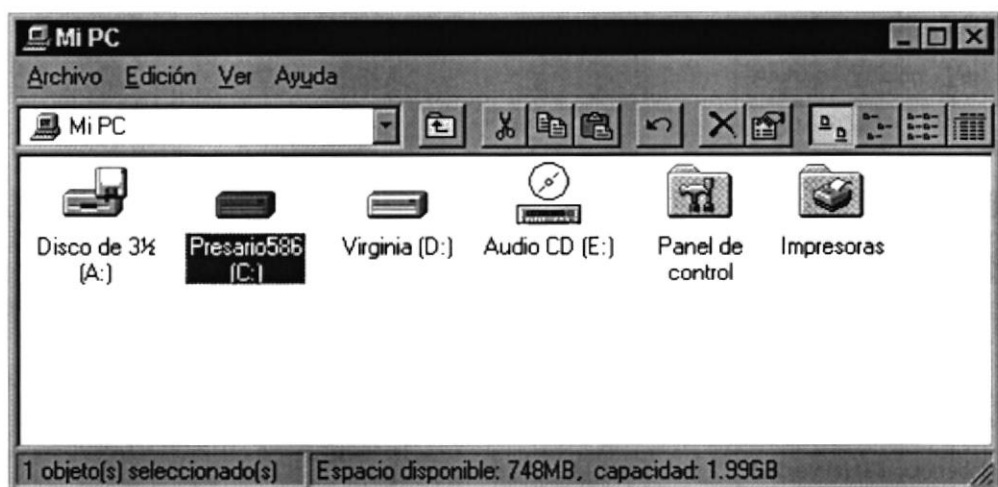 Mi PC
Archivo Edición Ver Ayuda
Mi PC
Disco de 3½ (A:)
Presario586 (C:)
Virginia (D:)
Audio CD (E:)
Panel de control
Impresoras
1 objeto(s) seleccionado(s) Espacio disponible: 748MB, capacidad: 1.99GB